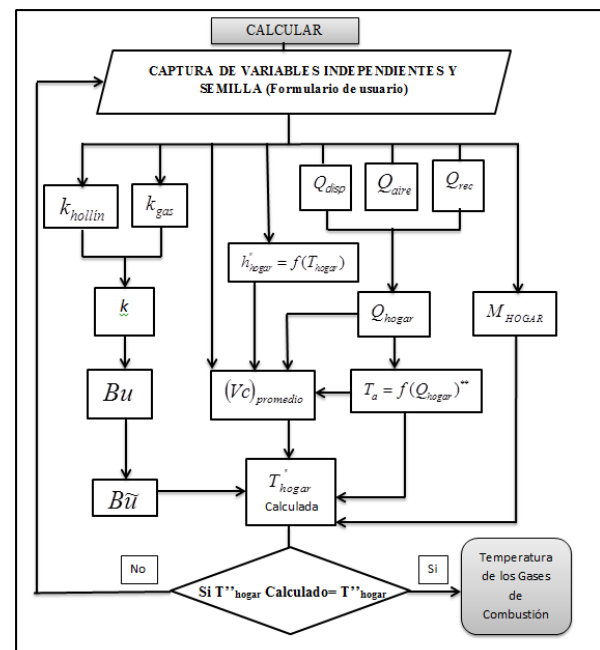 CALCULAR
CAPTURA DE VARIABLES INDEPENDIENTES Y
SEMILLA (Formulario de usuario)
k_hollín
k_gas
Q_disp
Q_aire
Q_rec
h^"_hogar = f(T_hogar)
k
Q_hogar
M_HOGAR
Bu
(Vc)_promedio
T_a = f(Q_hogar)^"
Bũ
T^"_hogar
Calculada
No
Si
Si T’’_hogar Calculado= T’’_hogar
Temperatura
de los Gases
de
Combustión